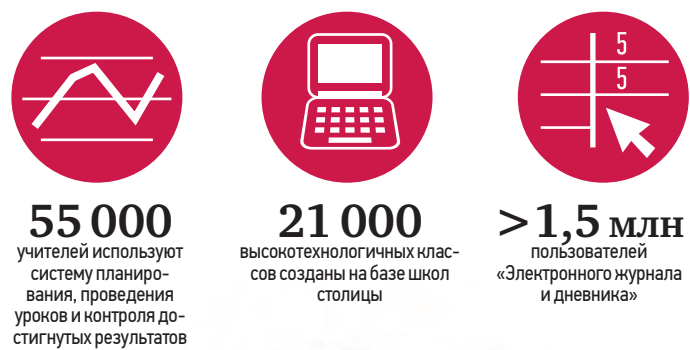 55 000
учителей используют
систему планиро-
вания, проведения
уроков и контроля до-
стигнутых результатов
21 000
высокотехнологичных клас-
сов созданы на базе школ
столицы
5
5
>1,5 млн
пользователей
«Электронного журнала
и дневника»